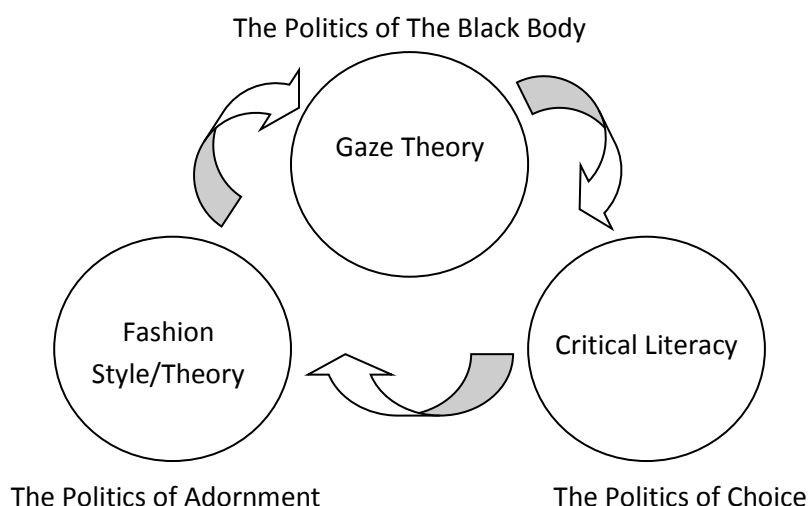 The Politics of The Black Body
Gaze Theory
Fashion
Style/Theory
Critical Literacy
The Politics of Adornment
The Politics of Choice